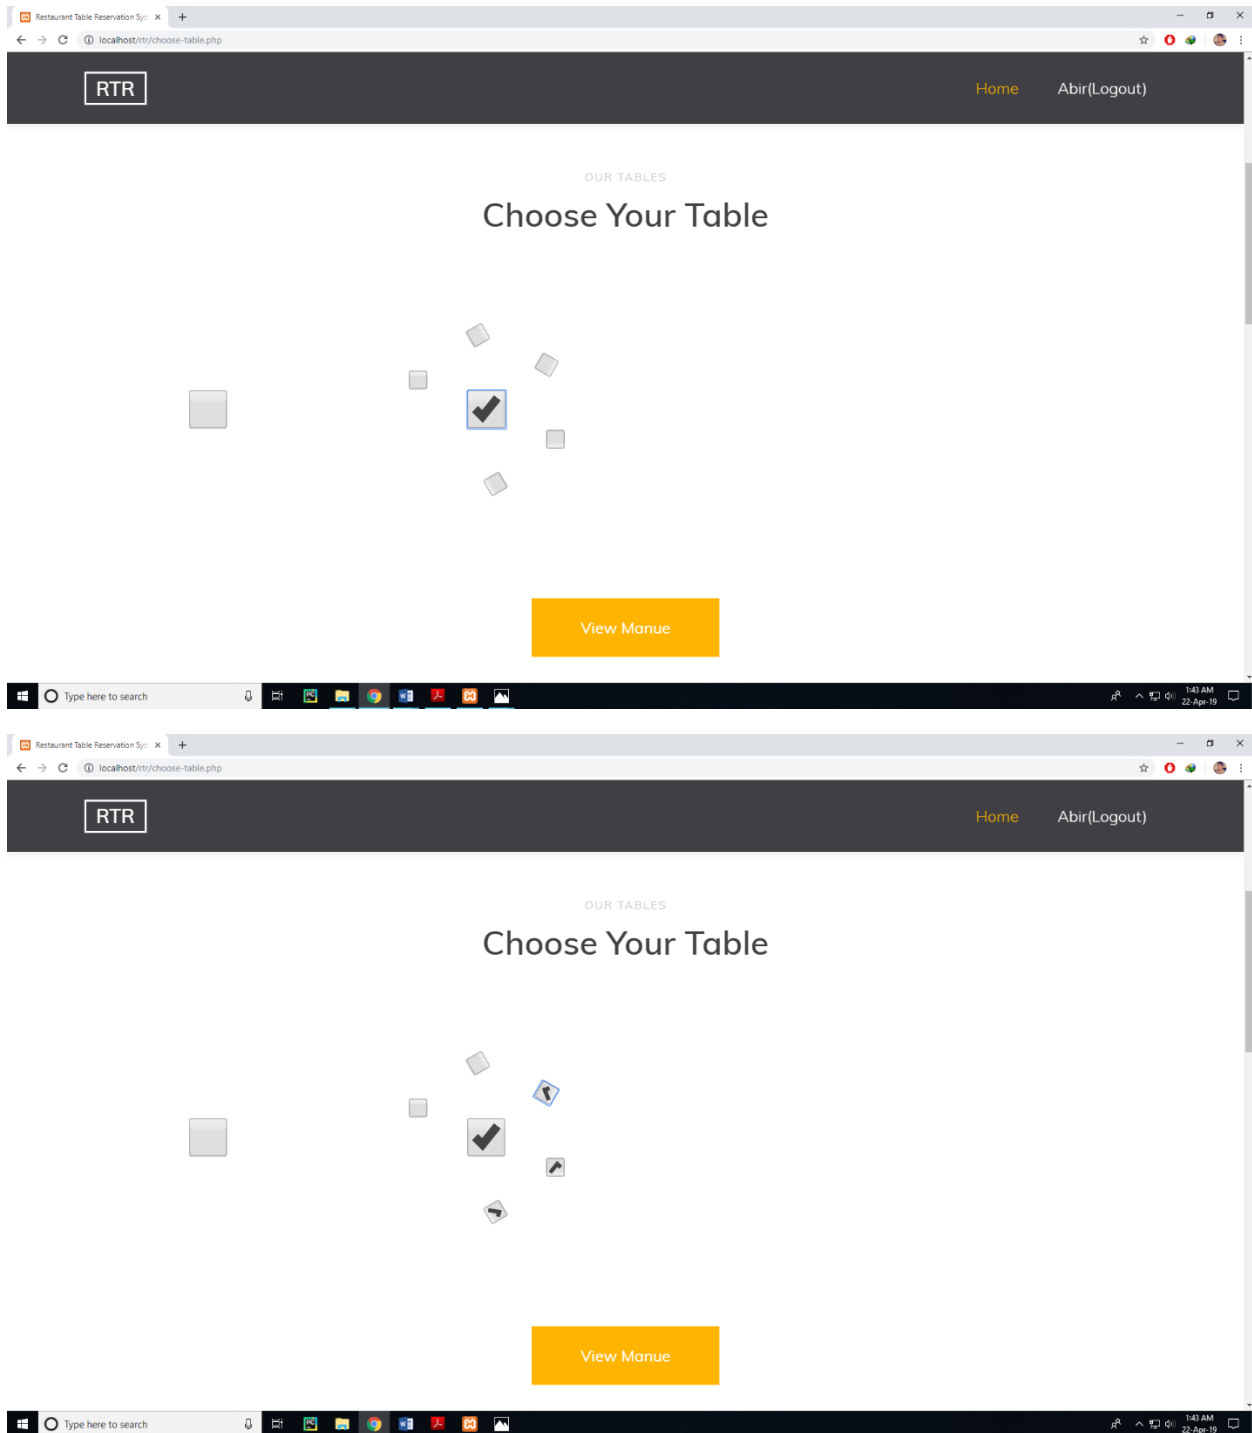 Restaurant Table Reservation Sys
localhost/rtr/choose-table.php
RTR
Home
Abir(Logout)
OUR TABLES
Choose Your Table
View Manue
Type here to search
1:43 AM
22-Apr-19
Restaurant Table Reservation Sys
localhost/rtr/choose-table.php
RTR
Home
Abir(Logout)
OUR TABLES
Choose Your Table
View Manue
Type here to search
1:43 AM
22-Apr-19